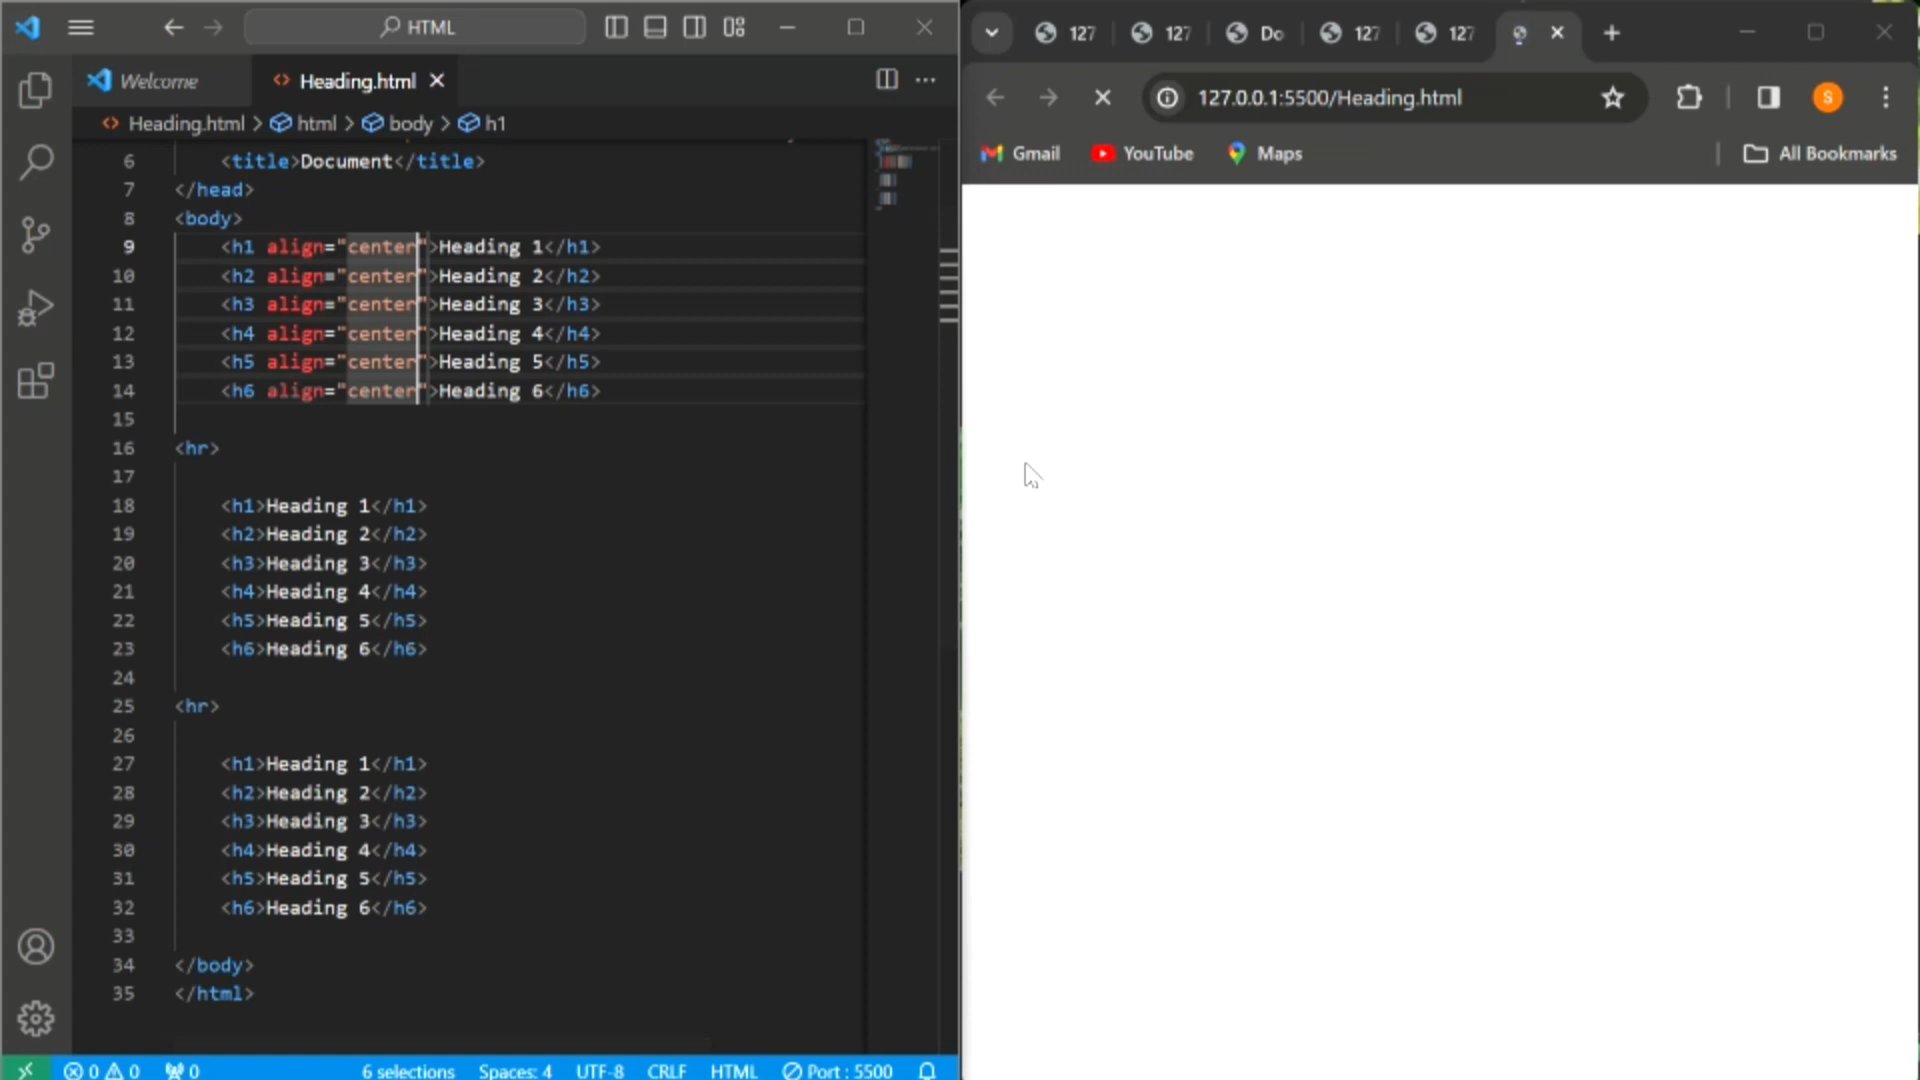 HTML
Welcome
Heading.html
Heading.html > html > body > h1
6 <title>Document</title>
7 </head>
8 <body>
9 <h1 align="center">Heading 1</h1>
10 <h2 align="center">Heading 2</h2>
11 <h3 align="center">Heading 3</h3>
12 <h4 align="center">Heading 4</h4>
13 <h5 align="center">Heading 5</h5>
14 <h6 align="center">Heading 6</h6>
15
16 <hr>
17
18 <h1>Heading 1</h1>
19 <h2>Heading 2</h2>
20 <h3>Heading 3</h3>
21 <h4>Heading 4</h4>
22 <h5>Heading 5</h5>
23 <h6>Heading 6</h6>
24
25 <hr>
26
27 <h1>Heading 1</h1>
28 <h2>Heading 2</h2>
29 <h3>Heading 3</h3>
30 <h4>Heading 4</h4>
31 <h5>Heading 5</h5>
32 <h6>Heading 6</h6>
33
34 </body>
35 </html>
0 0 0 6 selections Spaces: 4 UTF-8 CRLF HTML Port : 5500
127 127 Do 127 127
127.0.0.1:5500/Heading.html S
Gmail YouTube Maps All Bookmarks